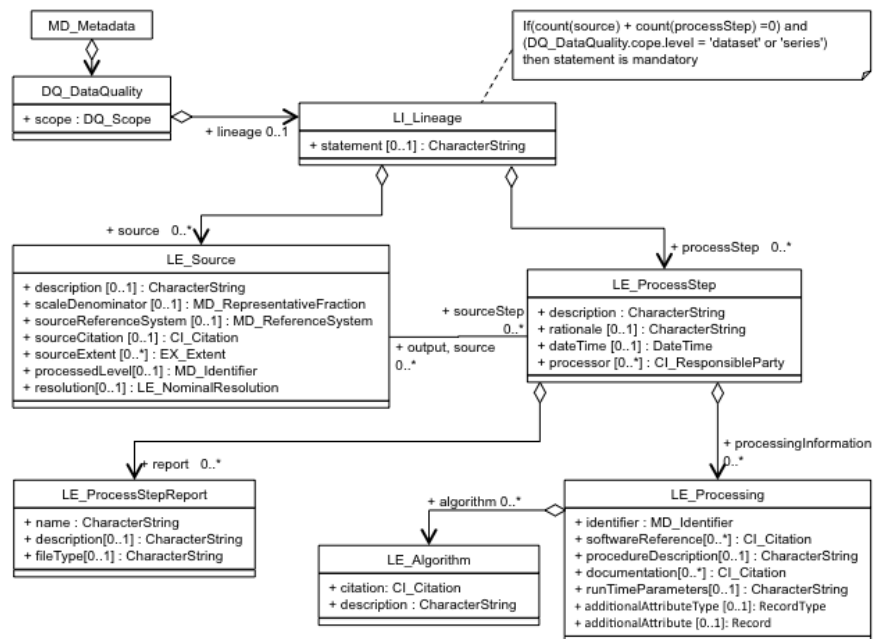 MD_Metadata
If(count(source) + count(processStep) =0) and
(DQ_DataQuality.cope.level = 'dataset' or 'series')
then statement is mandatory
DQ_DataQuality
+ scope : DQ_Scope
+ lineage 0..1
LI_Lineage
+ statement [0..1] : CharacterString
+ source 0..*
+ processStep 0..*
LE_Source
+ description [0..1] : CharacterString
+ scaleDenominator [0..1] : MD_RepresentativeFraction
+ sourceReferenceSystem [0..1] : MD_ReferenceSystem
+ sourceCitation [0..1] : CI_Citation
+ sourceExtent [0..*] : EX_Extent
+ processedLevel[0..1] : MD_Identifier
+ resolution[0..1] : LE_NominalResolution
+ sourceStep
0..*
+ output, source
0..*
LE_ProcessStep
+ description : CharacterString
+ rationale [0..1] : CharacterString
+ dateTime [0..1] : DateTime
+ processor [0..*] : CI_ResponsibleParty
+ report 0..*
+ processingInformation
0..*
LE_ProcessStepReport
+ name : CharacterString
+ description[0..1] : CharacterString
+ fileType[0..1] : CharacterString
+ algorithm 0..*
LE_Algorithm
+ citation: CI_Citation
+ description : CharacterString
LE_Processing
+ identifier : MD_Identifier
+ softwareReference[0..*] : CI_Citation
+ procedureDescription[0..1] : CharacterString
+ documentation[0..*] : CI_Citation
+ runTimeParameters[0..1] : CharacterString
+ additionalAttributeType [0..1]: RecordType
+ additionalAttribute [0..1]: Record